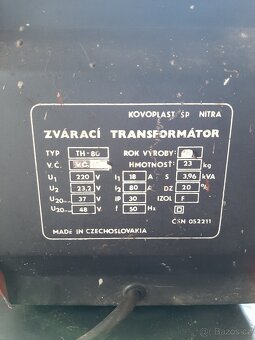 KOVOPLAST ŠP NITRA
ZVÁRACÍ TRANSFORMÁTOR
TYP TH-80 ROK VÝROBY:
V.Č. HMOTNOSŤ: 23 kg
U₁ 220 V I₁ 18 A S 3,96 kVA
U₂ 23,2 V I₂ 80 A DZ 20 %
U₂₀ 37 V IP 30 IZOL F
U₂₀ 48 V f 50 Hz
ČSN 052211
MADE IN CZECHOSLOVAKIA